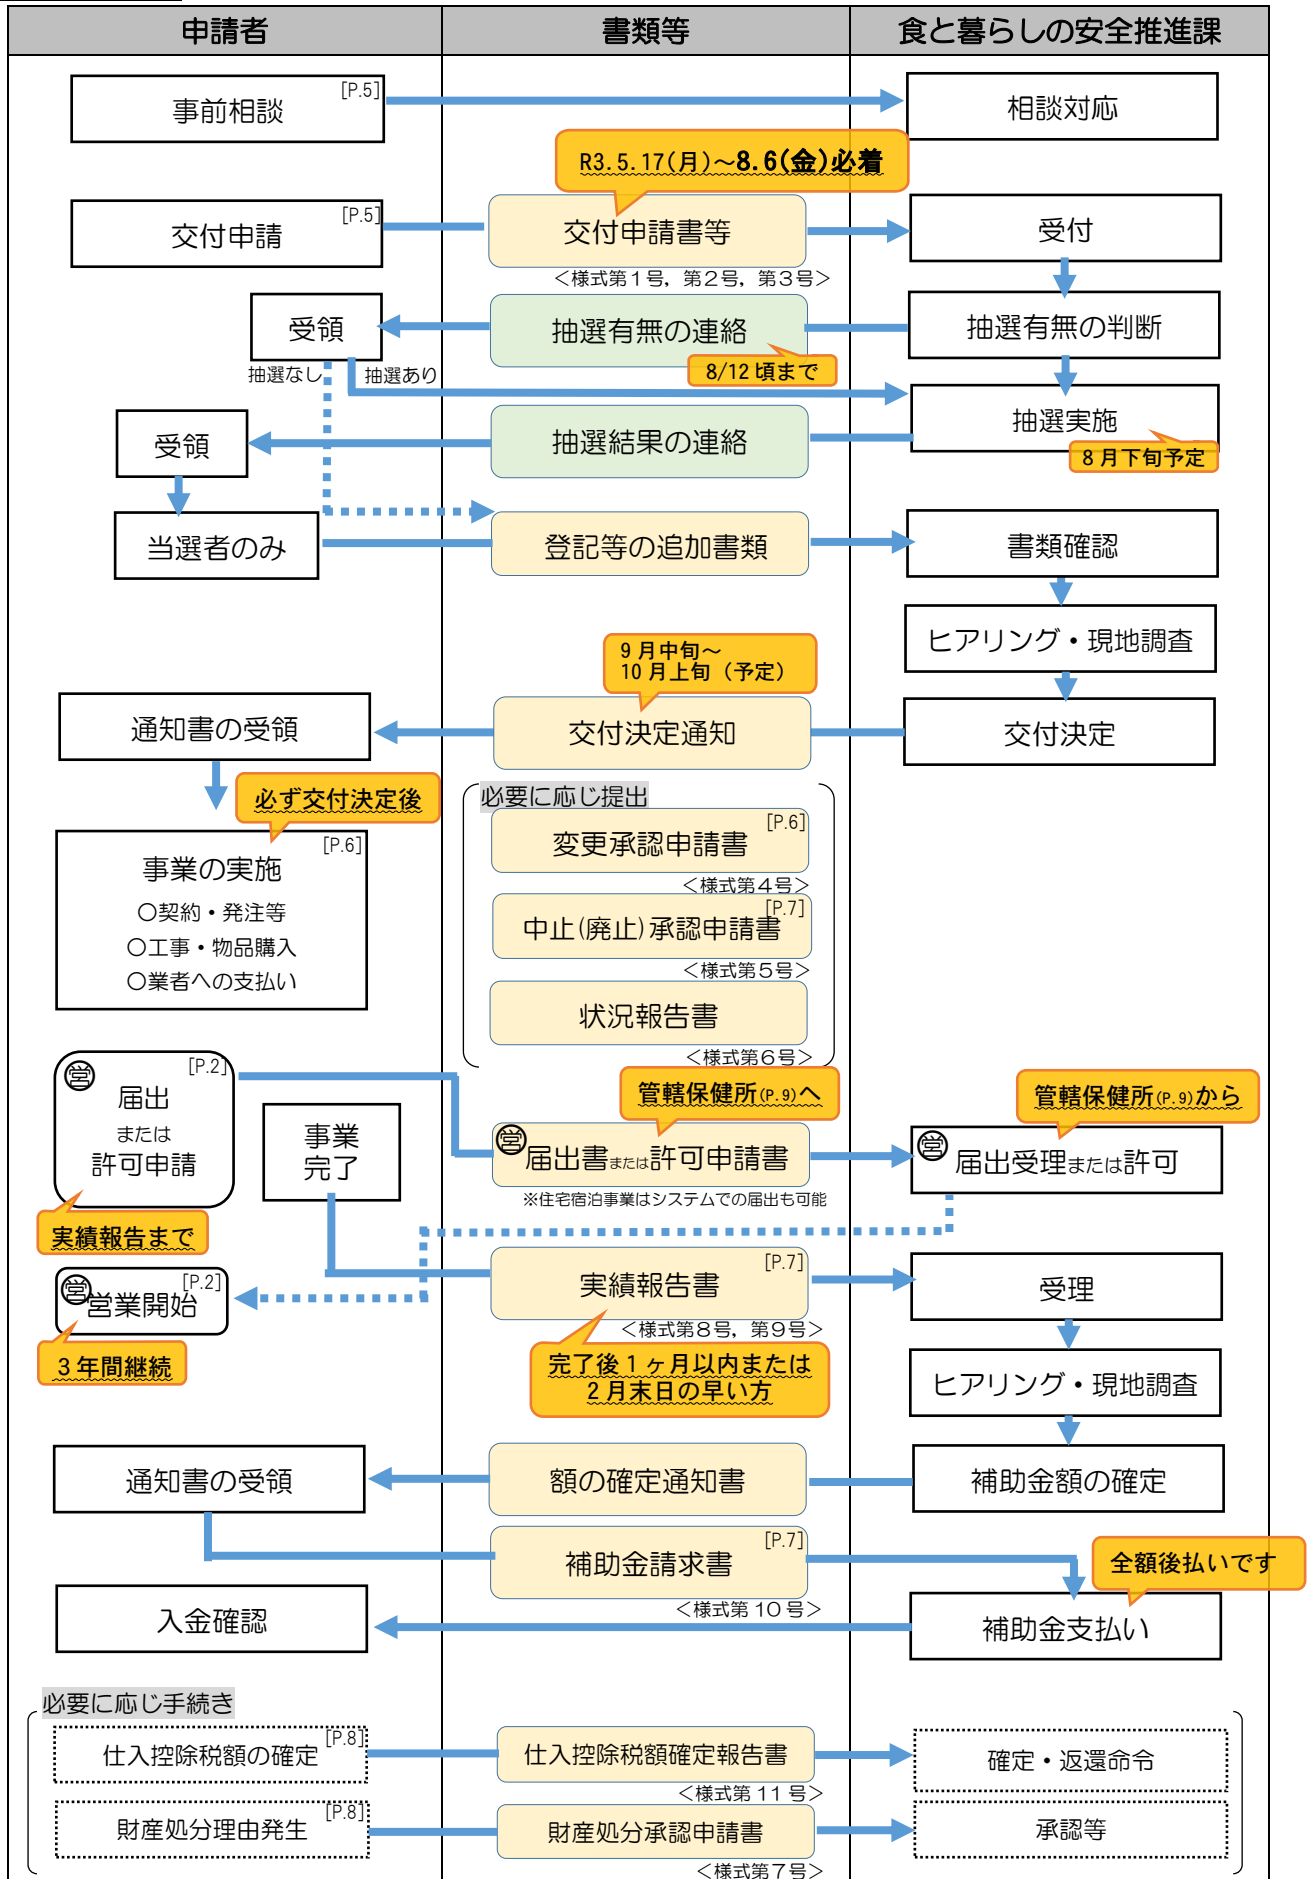 申請者
書類等
食と暮らしの安全推進課
事前相談
[P.5]
相談対応
R3.5.17(月)～8.6(金)必着
交付申請
[P.5]
交付申請書等
受付
＜様式第1号，第2号，第3号＞
受領
抽選有無の連絡
抽選有無の判断
8/12 頃まで
抽選なし
抽選あり
受領
抽選結果の連絡
抽選実施
8 月下旬予定
当選者のみ
登記等の追加書類
書類確認
ヒアリング・現地調査
9 月中旬～
10 月上旬（予定）
通知書の受領
交付決定通知
交付決定
必ず交付決定後
必要に応じ提出
事業の実施
[P.6]
○契約・発注等
○工事・物品購入
○業者への支払い
変更承認申請書
[P.6]
＜様式第4号＞
中止(廃止)承認申請書
[P.7]
＜様式第5号＞
状況報告書
＜様式第6号＞
営
[P.2]
届出
または
許可申請
実績報告まで
事業
完了
管轄保健所(P.9)へ
営
届出書または許可申請書
※住宅宿泊事業はシステムでの届出も可能
管轄保健所(P.9)から
営
届出受理または許可
営
営業開始
[P.2]
3 年間継続
実績報告書
[P.7]
＜様式第8号，第9号＞
完了後 1 ヶ月以内または
2 月末日の早い方
受理
ヒアリング・現地調査
通知書の受領
額の確定通知書
補助金額の確定
補助金請求書
[P.7]
＜様式第 10 号＞
全額後払いです
入金確認
補助金支払い
必要に応じ手続き
仕入控除税額の確定
[P.8]
仕入控除税額確定報告書
＜様式第 11 号＞
確定・返還命令
財産処分理由発生
[P.8]
財産処分承認申請書
＜様式第7号＞
承認等